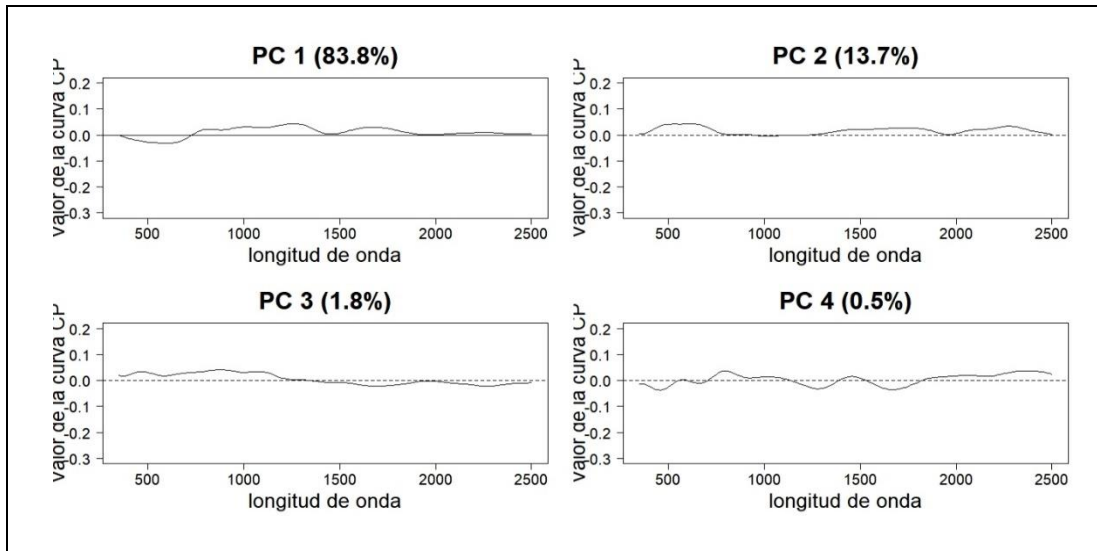 PC 1 (83.8%)
valor de la curva CP
0.2
0.1
0.0
-0.1
-0.2
-0.3
500 1000 1500 2000 2500
longitud de onda
PC 2 (13.7%)
valor de la curva CP
0.2
0.1
0.0
-0.1
-0.2
-0.3
500 1000 1500 2000 2500
longitud de onda
PC 3 (1.8%)
valor de la curva CP
0.2
0.1
0.0
-0.1
-0.2
-0.3
500 1000 1500 2000 2500
longitud de onda
PC 4 (0.5%)
valor de la curva CP
0.2
0.1
0.0
-0.1
-0.2
-0.3
500 1000 1500 2000 2500
longitud de onda